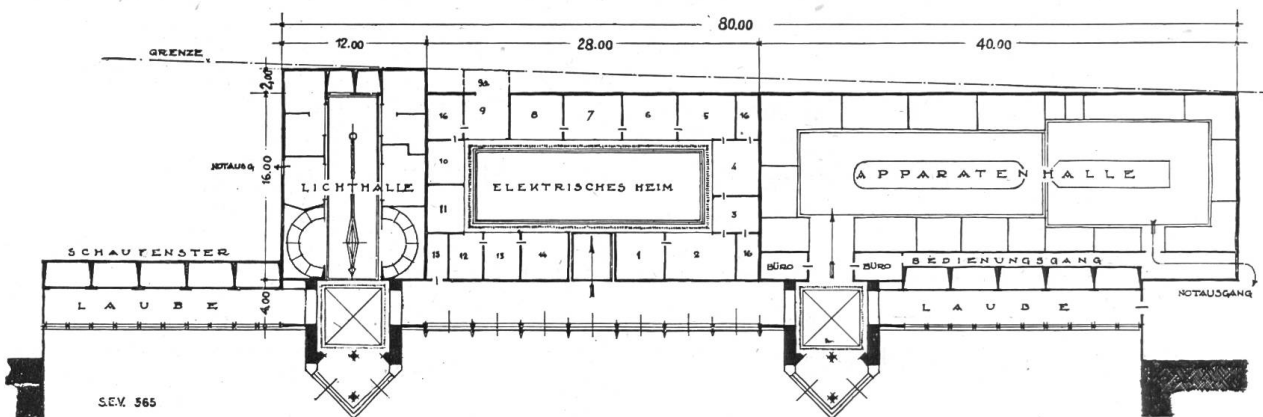 80.00
12.00 28.00 40.00
GRENZE
2,00
9a
16 9 8 7 6 5 16
NOTAUSG
16.00
10 4
LICHTHALLE ELEKTRISCHES HEIM APPARATENHALLE
11 3
15 12 13 14 1 2 16
BÜRO BÜRO
SCHAUFENSTER BEDIENUNGSGANG
NOTAUSGANG
LAUBE 4.00 LAUBE
S.E.V. 365